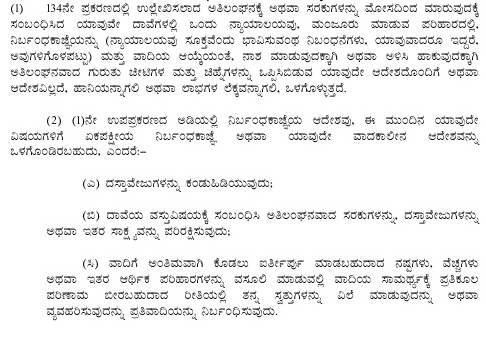 (1) 134ನೇ ಪ್ರಕರಣದಲ್ಲಿ ಉಲ್ಲೇಖಿಸಲಾದ ಅತಿಲಂಘನಕ್ಕೆ ಅಥವಾ ಸರಕುಗಳನ್ನು ಮೋಸದಿಂದ ಮಾರುವುದಕ್ಕೆ
ಸಂಬಂಧಿಸಿದ ಯಾವುವೇ ದಾವೆಗಳಲ್ಲಿ ಒಂದು ನ್ಯಾಯಾಲಯವು, ಮಂಜೂರು ಮಾಡುವ ಪರಿಹಾರದಲ್ಲಿ,
ನಿರ್ಬಂಧಕಾಜ್ಞೆಯನ್ನು (ನ್ಯಾಯಾಲಯವು ಸೂಕ್ತವೆಂದು ಭಾವಿಸುವಂಥ ನಿಬಂಧನೆಗಳು, ಯಾವುವಾದರೂ ಇದ್ದರೆ,
ಅವುಗಳಿಗೊಳಪಟ್ಟು) ಮತ್ತು ವಾದಿಯ ಆಯ್ಕೆಯಂತೆ, ನಾಶ ಮಾಡುವುದಕ್ಕಾಗಿ ಅಥವಾ ಅಳಿಸಿ ಹಾಕುವುದಕ್ಕಾಗಿ
ಅತಿಲಂಘನವಾದ ಗುರುತು ಚೀಟಿಗಳ ಮತ್ತು ಚಿಹ್ನೆಗಳನ್ನು ಒಪ್ಪಿಸಿಬಿಡುವ ಯಾವುದೇ ಆದೇಶದೊಂದಿಗೆ ಅಥವಾ
ಆದೇಶವಿಲ್ಲದೆ, ಹಾನಿಯನ್ನಾಗಲಿ ಅಥವಾ ಲಾಭಗಳ ಲೆಕ್ಕವನ್ನಾಗಲಿ, ಒಳಗೊಳ್ಳುತ್ತದೆ.
(2) (1)ನೇ ಉಪಪ್ರಕರಣದ ಅಡಿಯಲ್ಲಿ ನಿರ್ಬಂಧಕಾಜ್ಞೆಯ ಆದೇಶವು, ಈ ಮುಂದಿನ ಯಾವುದೇ
ವಿಷಯಗಳಿಗೆ ಏಕಪಕ್ಷೀಯ ನಿರ್ಬಂಧಕಾಜ್ಞೆ ಅಥವಾ ಯಾವುದೇ ವಾದಕಾಲೀನ ಆದೇಶವನ್ನು
ಒಳಗೊಂಡಿರಬಹುದು, ಎಂದರೆ:–
(ಎ) ದಸ್ತಾವೇಜುಗಳನ್ನು ಕಂಡುಹಿಡಿಯುವುದು;
(ಬಿ) ದಾವೆಯ ವಸ್ತುವಿಷಯಕ್ಕೆ ಸಂಬಂಧಿಸಿ ಅತಿಲಂಘನವಾದ ಸರಕುಗಳನ್ನು, ದಸ್ತಾವೇಜುಗಳನ್ನು
ಅಥವಾ ಇತರ ಸಾಕ್ಷ್ಯವನ್ನು ಪರಿರಕ್ಷಿಸುವುದು;
(ಸಿ) ವಾದಿಗೆ ಅಂತಿಮವಾಗಿ ಕೊಡಲು ಐರ್ತೀರ್ಪು ಮಾಡಬಹುದಾದ ನಷ್ಟಗಳು, ವೆಚ್ಚಗಳು
ಅಥವಾ ಇತರ ಆರ್ಥಿಕ ಪರಿಹಾರಗಳನ್ನು ವಸೂಲಿ ಮಾಡುವಲ್ಲಿ ವಾದಿಯ ಸಾಮರ್ಥ್ಯಕ್ಕೆ ಪ್ರತಿಕೂಲ
ಪರಿಣಾಮ ಬೀರಬಹುದಾದ ರೀತಿಯಲ್ಲಿ ತನ್ನ ಸ್ವತ್ತುಗಳನ್ನು ವಿಲೆ ಮಾಡುವುದನ್ನು ಅಥವಾ
ವ್ಯವಹರಿಸುವುದನ್ನು ಪ್ರತಿವಾದಿಯನ್ನು ನಿರ್ಬಂಧಿಸುವುದು.